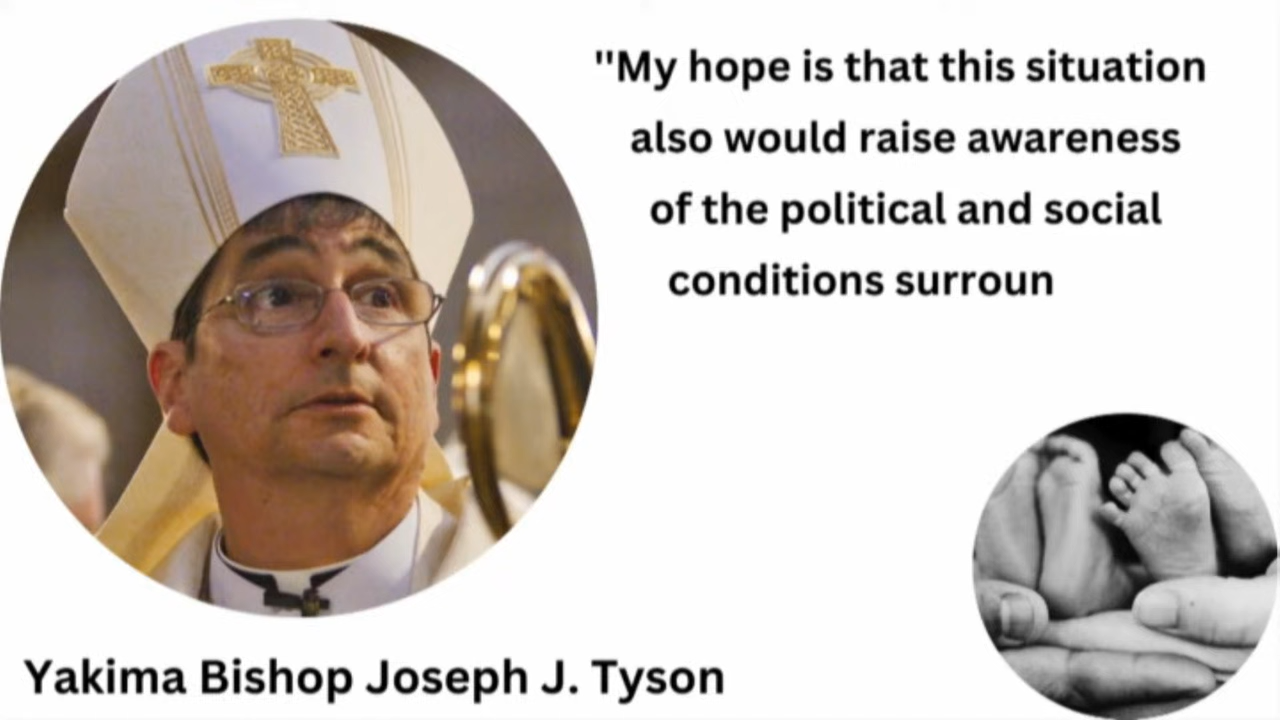 "My hope is that this situation
also would raise awareness
of the political and social
conditions surroun
Yakima Bishop Joseph J. Tyson